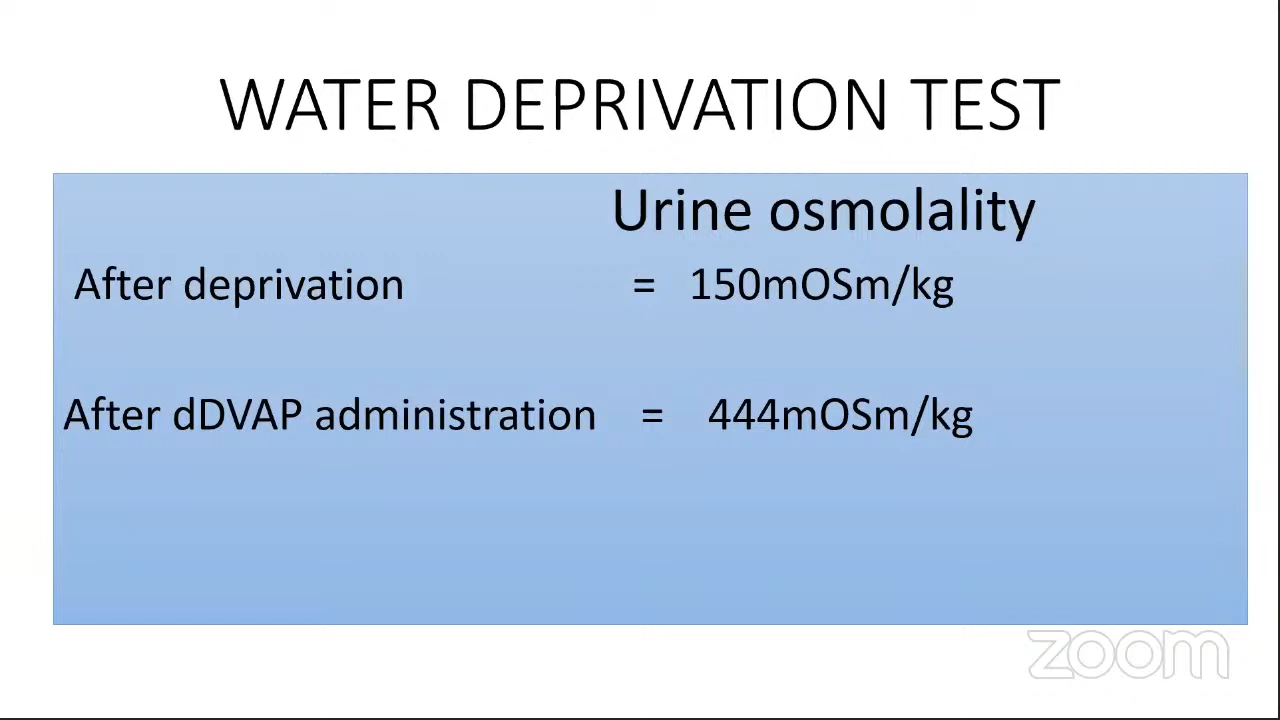 WATER DEPRIVATION TEST
Urine osmolality
After deprivation = 150mOSm/kg
After dDVAP administration = 444mOSm/kg
zoom